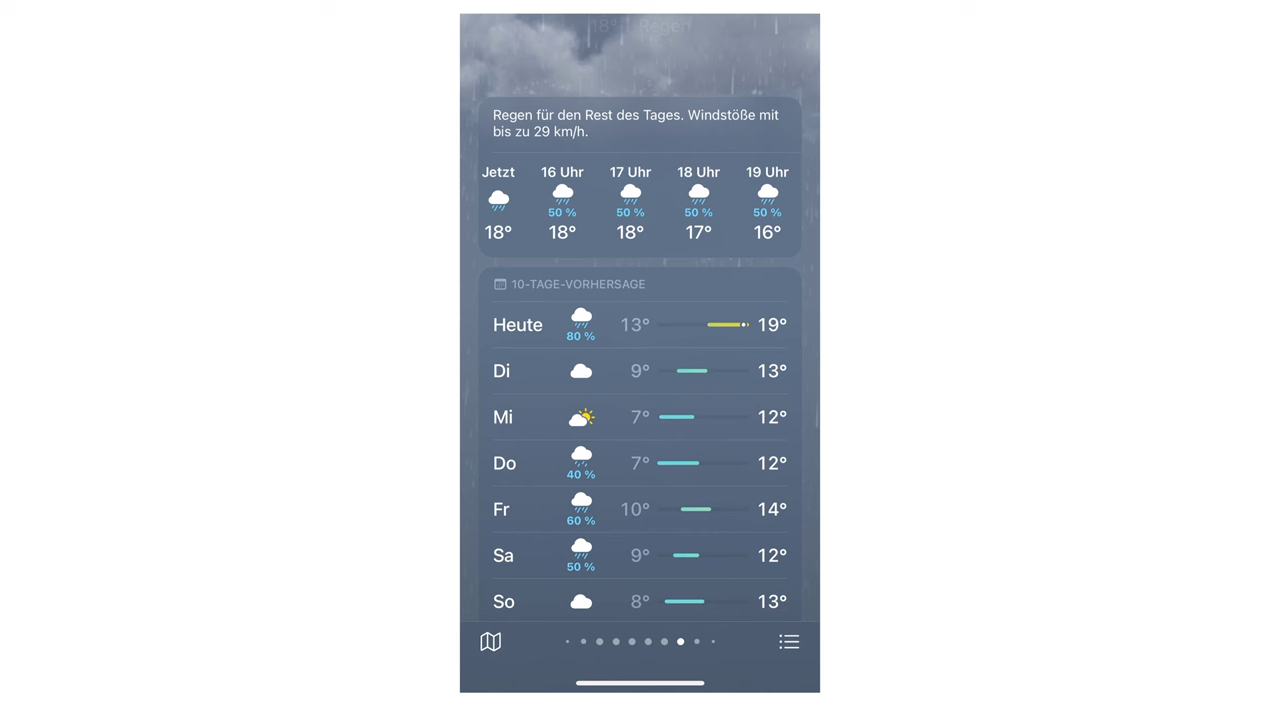 18° | Regen
Regen für den Rest des Tages. Windstöße mit
bis zu 29 km/h.
Jetzt 16 Uhr 17 Uhr 18 Uhr 19 Uhr
50 % 50 % 50 % 50 %
18° 18° 18° 17° 16°
10-TAGE-VORHERSAGE
Heute 80 % 13° 19°
Di 9° 13°
Mi 7° 12°
Do 40 % 7° 12°
Fr 60 % 10° 14°
Sa 50 % 9° 12°
So 8° 13°